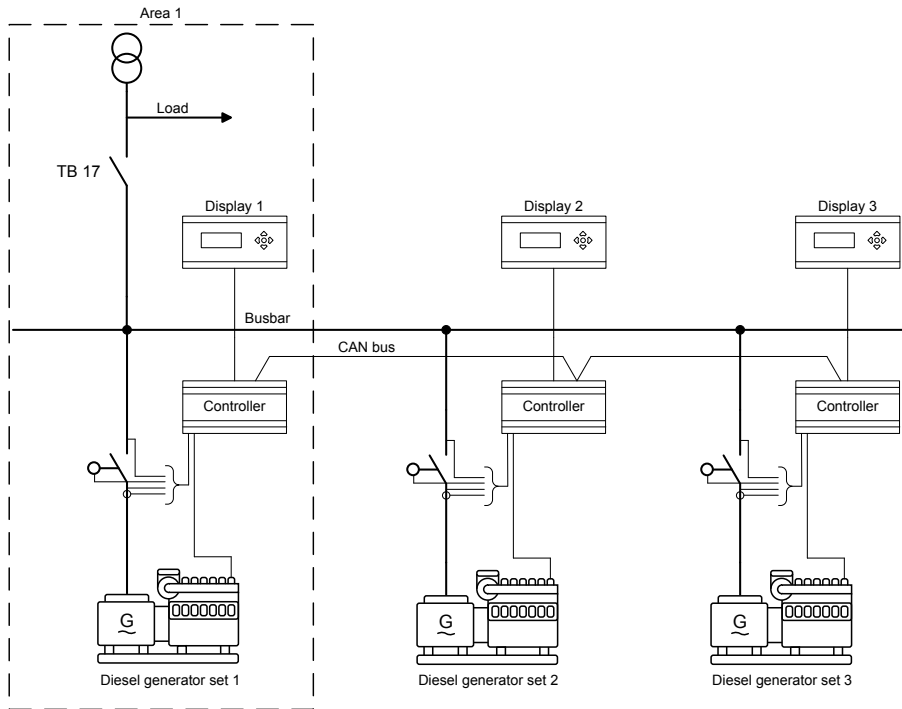 Area 1
Load
TB 17
Display 1
Display 2
Display 3
Busbar
CAN bus
Controller
Controller
Controller
G
G
G
Diesel generator set 1
Diesel generator set 2
Diesel generator set 3